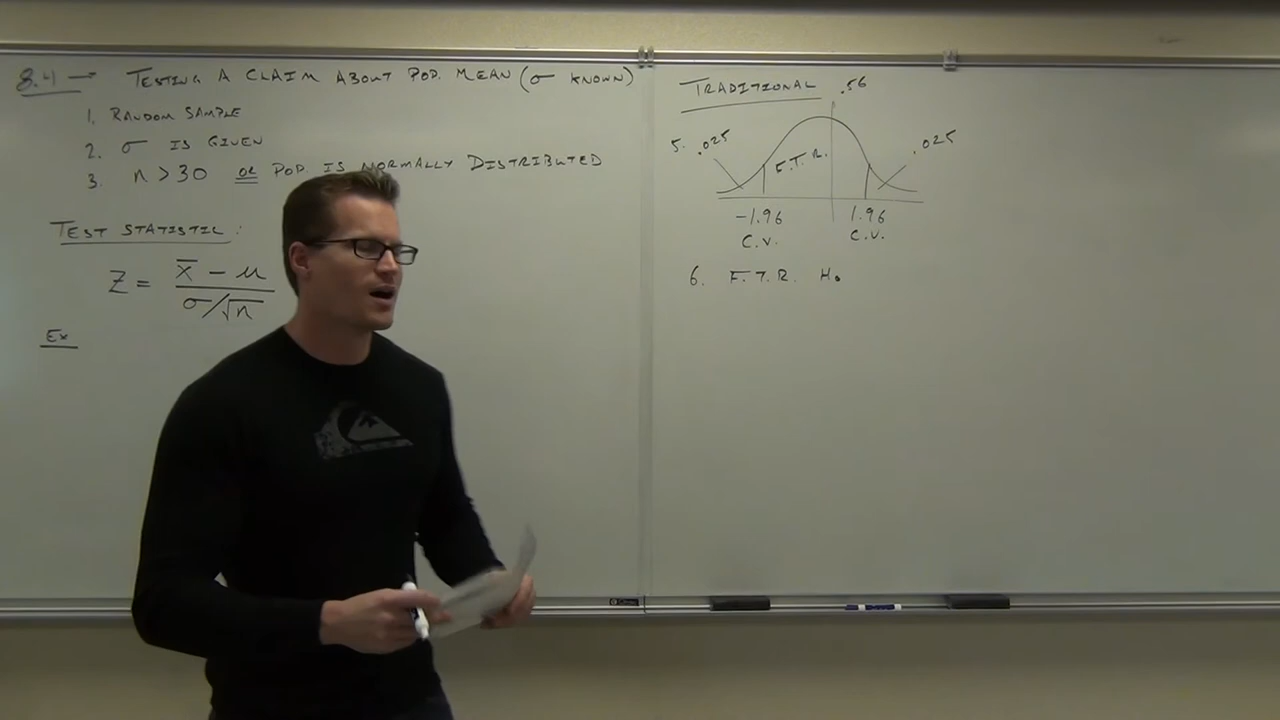 8.4 → TESTING A CLAIM ABOUT POP. MEAN (σ KNOWN)
1. RANDOM SAMPLE
2. σ IS GIVEN
3. n > 30 OR POP. IS NORMALLY DISTRIBUTED
TEST STATISTIC:
Z = (x̄ - μ) / (σ/√n)
Ex
TRADITIONAL
.56
5. .025 F.T.R. .025
-1.96 1.96
C.V. C.V.
6. F.T.R. H₀